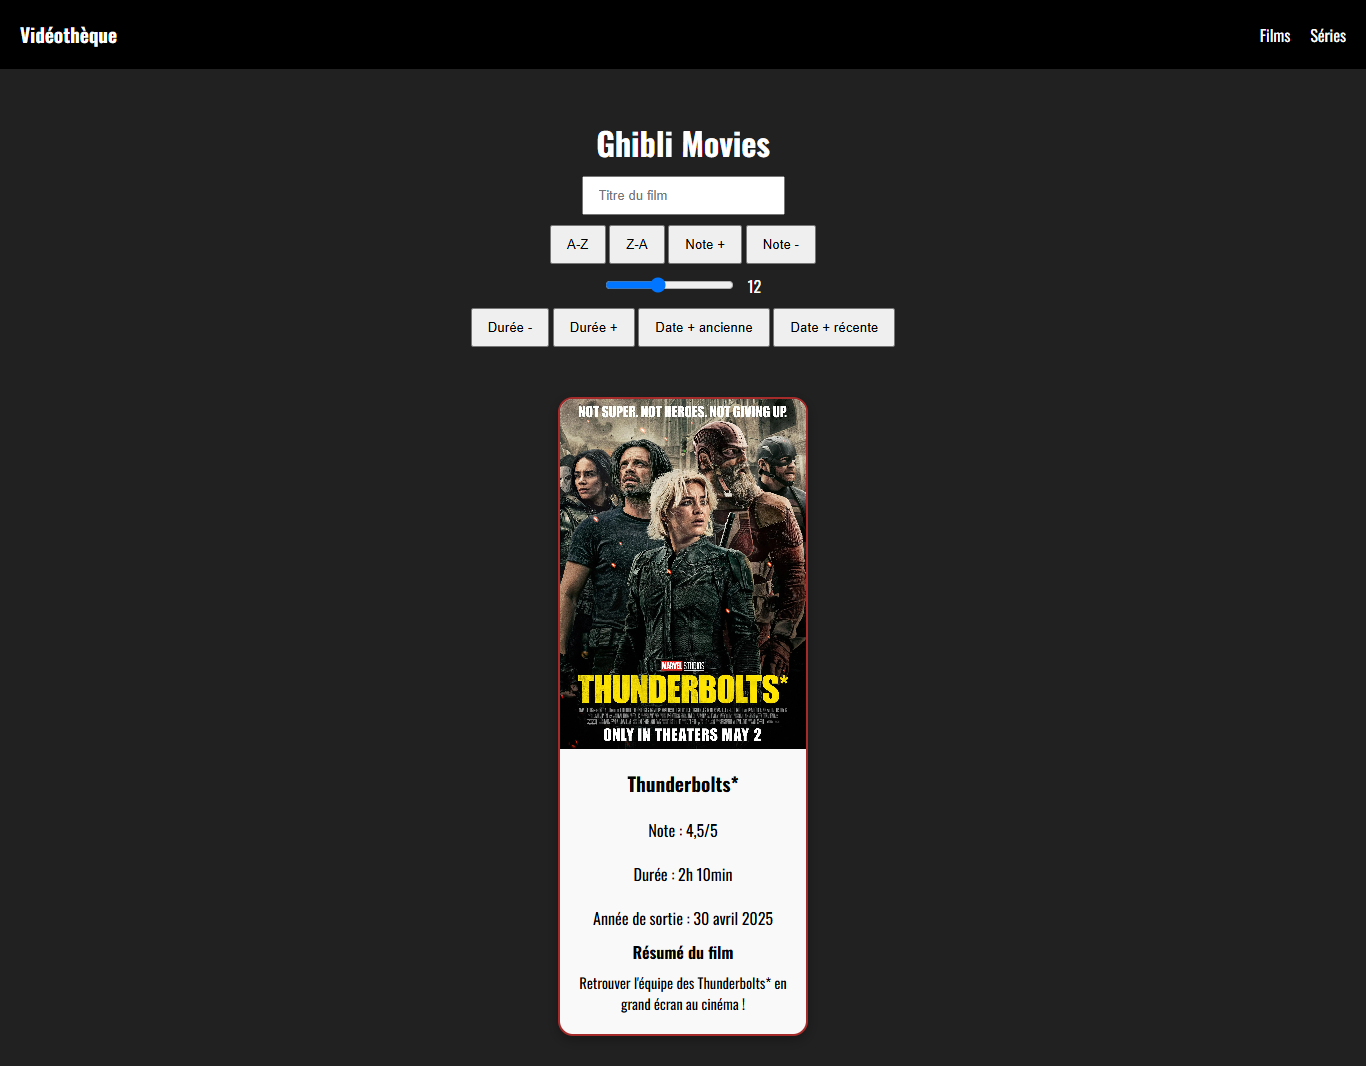 Vidéothèque
Films
Séries
Ghibli Movies
Titre du film
A-Z
Z-A
Note +
Note -
12
Durée -
Durée +
Date + ancienne
Date + récente
NOT SUPER. NOT HEROES. NOT GIVING UP.
MARVEL STUDIOS
THUNDERBOLTS*
ONLY IN THEATERS MAY 2
Thunderbolts*
Note : 4,5/5
Durée : 2h 10min
Année de sortie : 30 avril 2025
Résumé du film
Retrouver l'équipe des Thunderbolts* en
grand écran au cinéma !